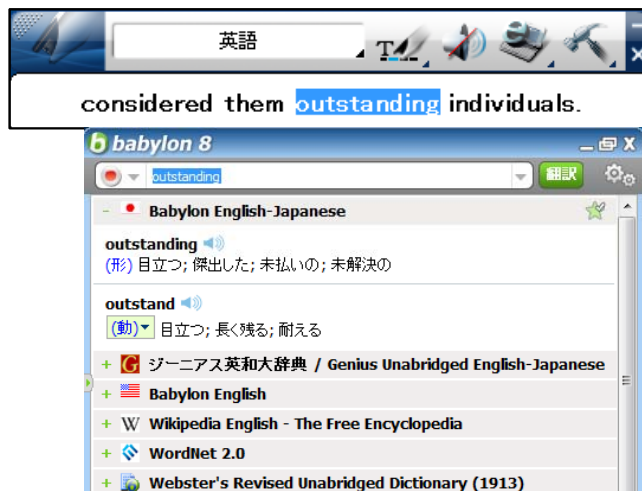 英語
considered them outstanding individuals.
babylon 8
outstanding 翻訳
Babylon English-Japanese
outstanding
(形) 目立つ; 傑出した; 未払いの; 未解決の
outstand
(動) 目立つ; 長く残る; 耐える
ジーニアス英和大辞典 / Genius Unabridged English-Japanese
Babylon English
W Wikipedia English - The Free Encyclopedia
WordNet 2.0
Webster's Revised Unabridged Dictionary (1913)